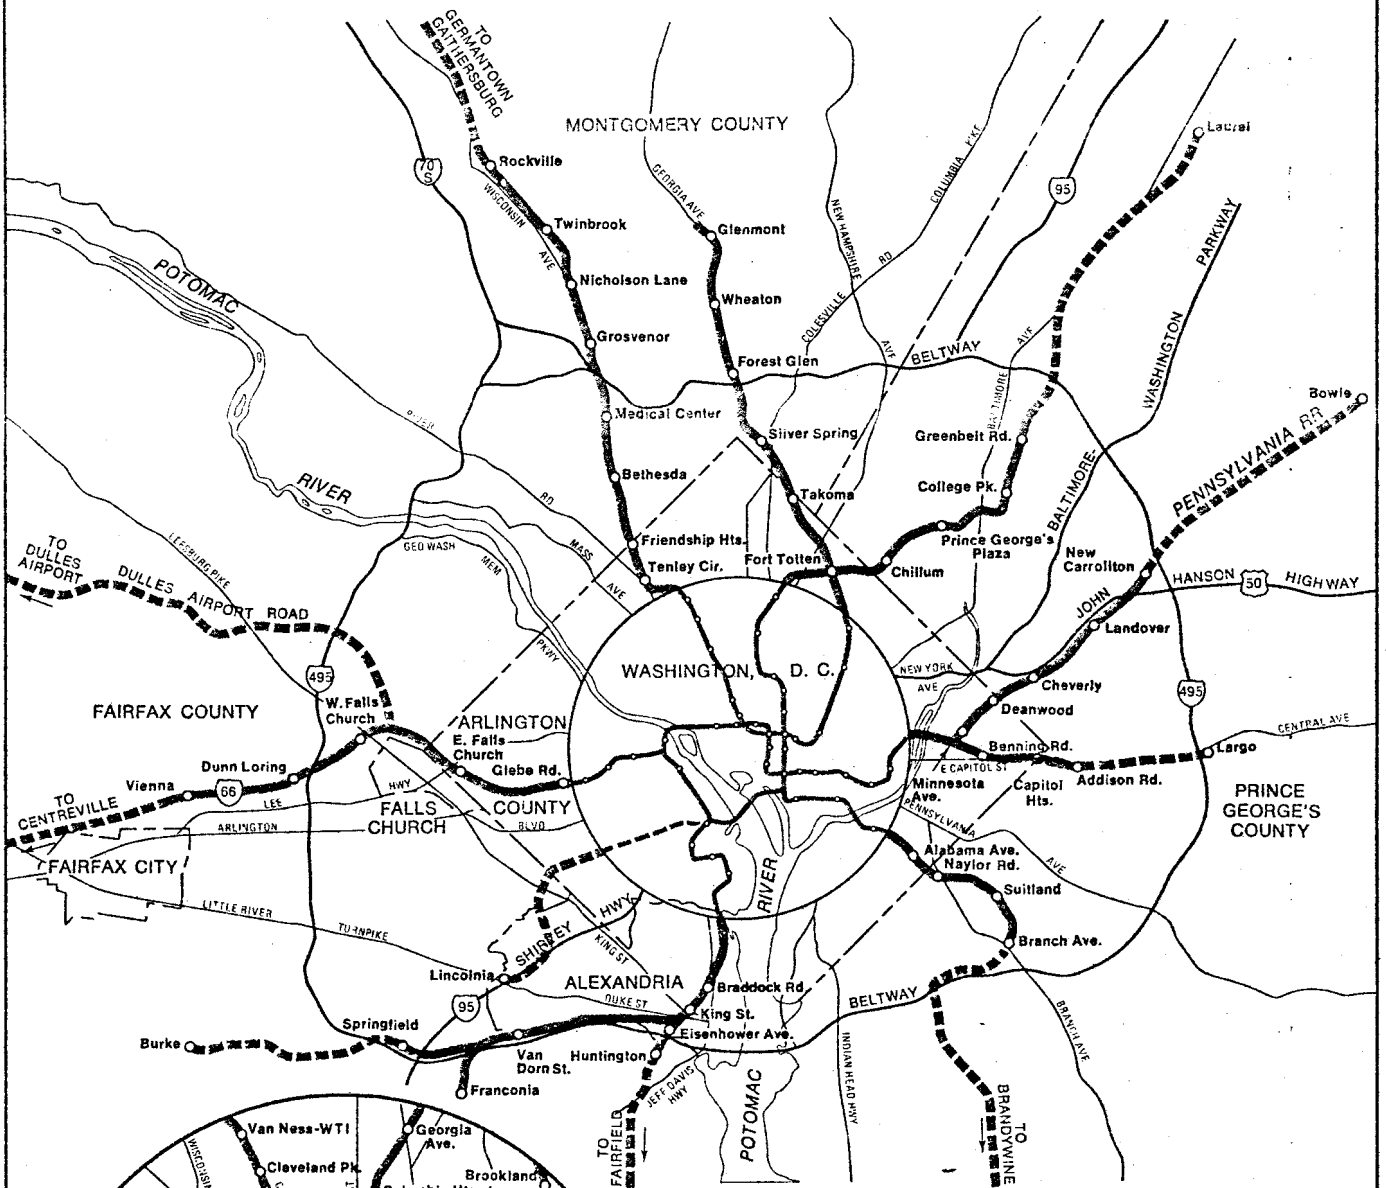 TO
GERMANTOWN
GAITHERSBURG
MONTGOMERY COUNTY
70
S
Rockville
WISCONSIN
AVE
Twinbrook
Nicholson Lane
Grosvenor
Medical Center
Bethesda
Friendship Hts.
Tenley Cir.
GEORGIA AVE
Glenmont
Wheaton
Forest Glen
Silver Spring
Takoma
Fort Totten
NEW HAMPSHIRE
AVE
COLUMBIA PIKE
COLESVILLE
RD
95
Laurel
PARKWAY
WASHINGTON
BALTIMORE-
BELTWAY
BALTIMORE
AVE
Greenbelt Rd.
College Pk.
Prince George's
Plaza
Chillum
Bowie
PENNSYLVANIA RR
New
Carrollton
JOHN
HANSON
50
HIGHWAY
Landover
Cheverly
Deanwood
NEW YORK
AVE
POTOMAC
RIVER
RIVER
RD
MASS
AVE
GEO WASH
MEM
PKWY
LEESBURG PIKE
TO
DULLES
AIRPORT
DULLES
AIRPORT
ROAD
495
W. Falls
Church
FAIRFAX COUNTY
Dunn Loring
Vienna
66
TO
CENTREVILLE
LEE
HWY
ARLINGTON
BLVD
FAIRFAX CITY
FALLS
CHURCH
ARLINGTON
E. Falls
Church
Glebe Rd.
COUNTY
WASHINGTON, D. C.
495
CENTRAL AVE
Largo
Benning Rd.
E CAPITOL ST
Addison Rd.
Capitol
Hts.
Minnesota
Ave.
PENNSYLVANIA
AVE
PRINCE
GEORGE'S
COUNTY
Alabama Ave.
Naylor Rd.
Suitland
Branch Ave.
RIVER
LITTLE RIVER
TURNPIKE
SHIRLEY
HWY
KING ST
Lincolnia
ALEXANDRIA
DUKE ST
95
Braddock Rd.
King St.
Eisenhower Ave.
BELTWAY
Springfield
Burke
Van
Dorn St.
Huntington
Franconia
JEFF DAVIS
HWY
TO
FAIRFIELD
POTOMAC
INDIAN HEAD HWY
BRANCH AVE
TO
BRANDYWINE
Van Ness-WTI
Cleveland Pk.
WISCONSIN
Georgia
Ave.
Brookland